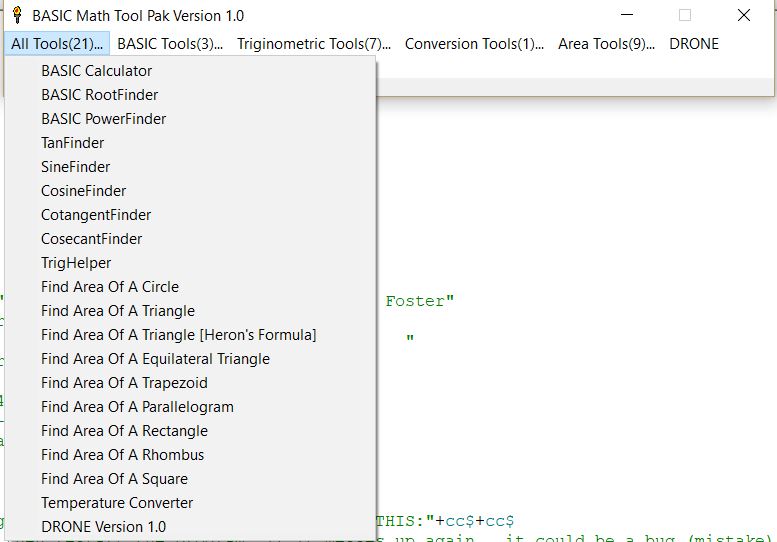 BASIC Math Tool Pak Version 1.0
All Tools(21)... BASIC Tools(3)... Triginometric Tools(7)... Conversion Tools(1)... Area Tools(9)... DRONE
BASIC Calculator
BASIC RootFinder
BASIC PowerFinder
TanFinder
SineFinder
CosineFinder
CotangentFinder
CosecantFinder
TrigHelper
Find Area Of A Circle
Foster"
Find Area Of A Triangle
Find Area Of A Triangle [Heron's Formula]
"
Find Area Of A Equilateral Triangle
Find Area Of A Trapezoid
Find Area Of A Parallelogram
Find Area Of A Rectangle
Find Area Of A Rhombus
Find Area Of A Square
Temperature Converter
THIS:"+cc$+cc$
DRONE Version 1.0
up again, it could be a bug (mistake)